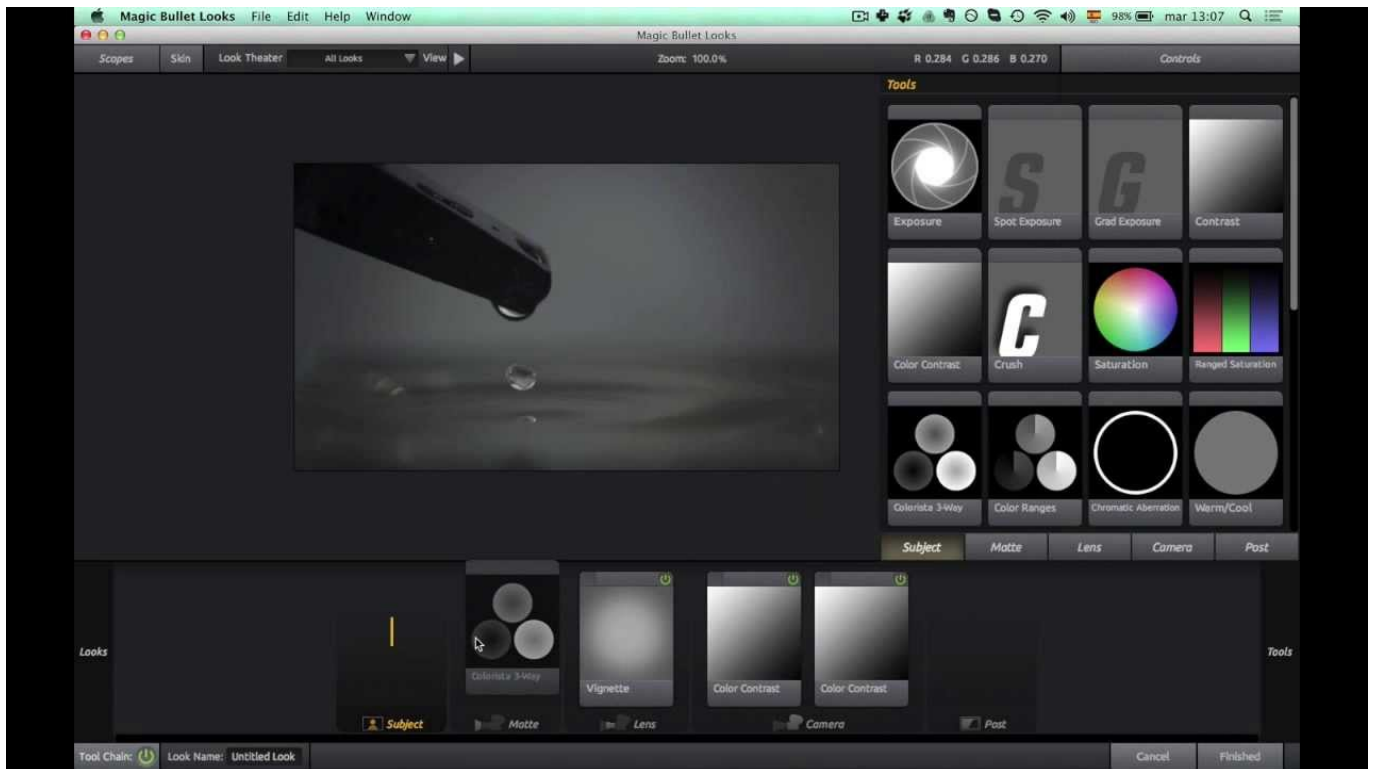 Magic Bullet Looks File Edit Help Window 98% mar 13:07
Magic Bullet Looks
Scopes Skin Look Theater All Looks View Zoom: 100.0% R 0.284 G 0.286 B 0.270 Controls
Tools
S G
Exposure Spot Exposure Grad Exposure Contrast
C
Color Contrast Crush Saturation Ranged Saturation
Colorista 3-Way Color Ranges Chromatic Aberration Warm/Cool
Subject Matte Lens Camera Post
Looks Tools
Colorista 3-Way
Vignette Color Contrast Color Contrast
Subject Matte Lens Camera Post
Tool Chain: Look Name: Untitled Look Cancel Finished